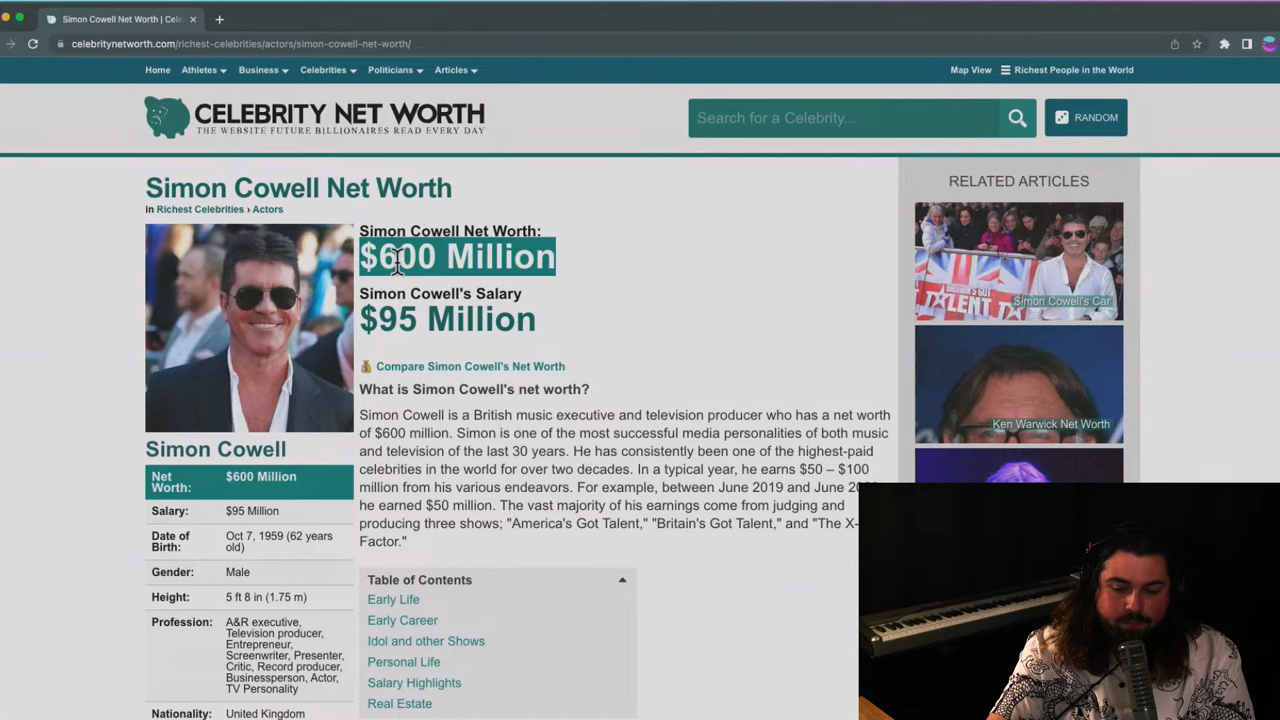 Simon Cowell Net Worth | Cele
celebritynetworth.com/richest-celebrities/actors/simon-cowell-net-worth/
Home Athletes Business Celebrities Politicians Articles Map View Richest People in the World
CELEBRITY NET WORTH
THE WEBSITE FUTURE BILLIONAIRES READ EVERY DAY
Search for a Celebrity...
RANDOM
Simon Cowell Net Worth
in Richest Celebrities › Actors
Simon Cowell Net Worth:
$600 Million
Simon Cowell's Salary
$95 Million
Compare Simon Cowell's Net Worth
What is Simon Cowell's net worth?
Simon Cowell is a British music executive and television producer who has a net worth
of $600 million. Simon is one of the most successful media personalities of both music
and television of the last 30 years. He has consistently been one of the highest-paid
celebrities in the world for over two decades. In a typical year, he earns $50 – $100
million from his various endeavors. For example, between June 2019 and June 20
he earned $50 million. The vast majority of his earnings come from judging and
producing three shows; "America's Got Talent," "Britain's Got Talent," and "The X-
Factor."
Table of Contents
Early Life
Early Career
Idol and other Shows
Personal Life
Salary Highlights
Real Estate
Simon Cowell
Net Worth: $600 Million
Salary: $95 Million
Date of Birth: Oct 7, 1959 (62 years old)
Gender: Male
Height: 5 ft 8 in (1.75 m)
Profession: A&R executive,
Television producer,
Entrepreneur,
Screenwriter, Presenter,
Critic, Record producer,
Businessperson, Actor,
TV Personality
Nationality: United Kingdom
RELATED ARTICLES
BRITAIN'S GOT
TALENT
Simon Cowell's Car
Ken Warwick Net Worth